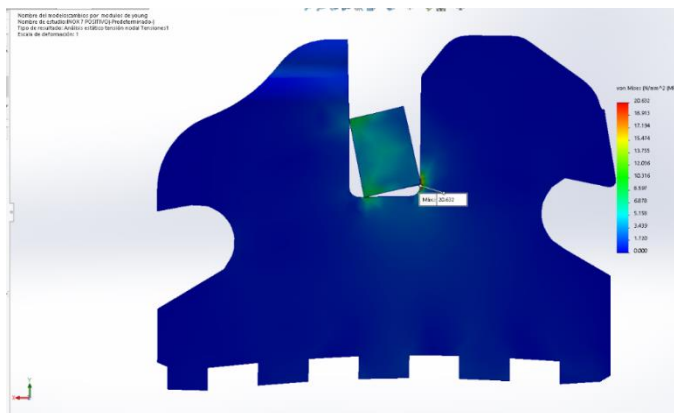 Nombre del modelo:cambios por modulos de young
Nombre de estudio:INOX 7 POSITIVO(-Predeterminado-)
Tipo de resultado: Análisis estático tensión nodal Tensiones1
Escala de deformación: 1
von Mises (N/mm^2 (M
20.632
18.913
17.194
15.474
13.755
12.036
10.316
8.597
6.878
5.158
3.439
1.720
0.000
Máx.: 20.632
Y
X